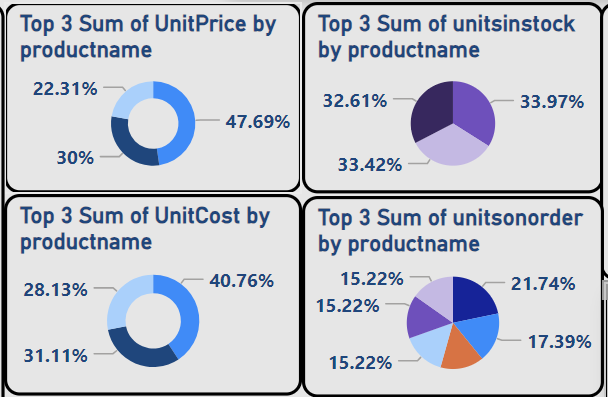 Top 3 Sum of UnitPrice by
productname
22.31%
47.69%
30%
Top 3 Sum of unitsinstock
by productname
32.61%
33.97%
33.42%
Top 3 Sum of UnitCost by
productname
40.76%
28.13%
31.11%
Top 3 Sum of unitsonorder
by productname
15.22%
21.74%
15.22%
17.39%
15.22%